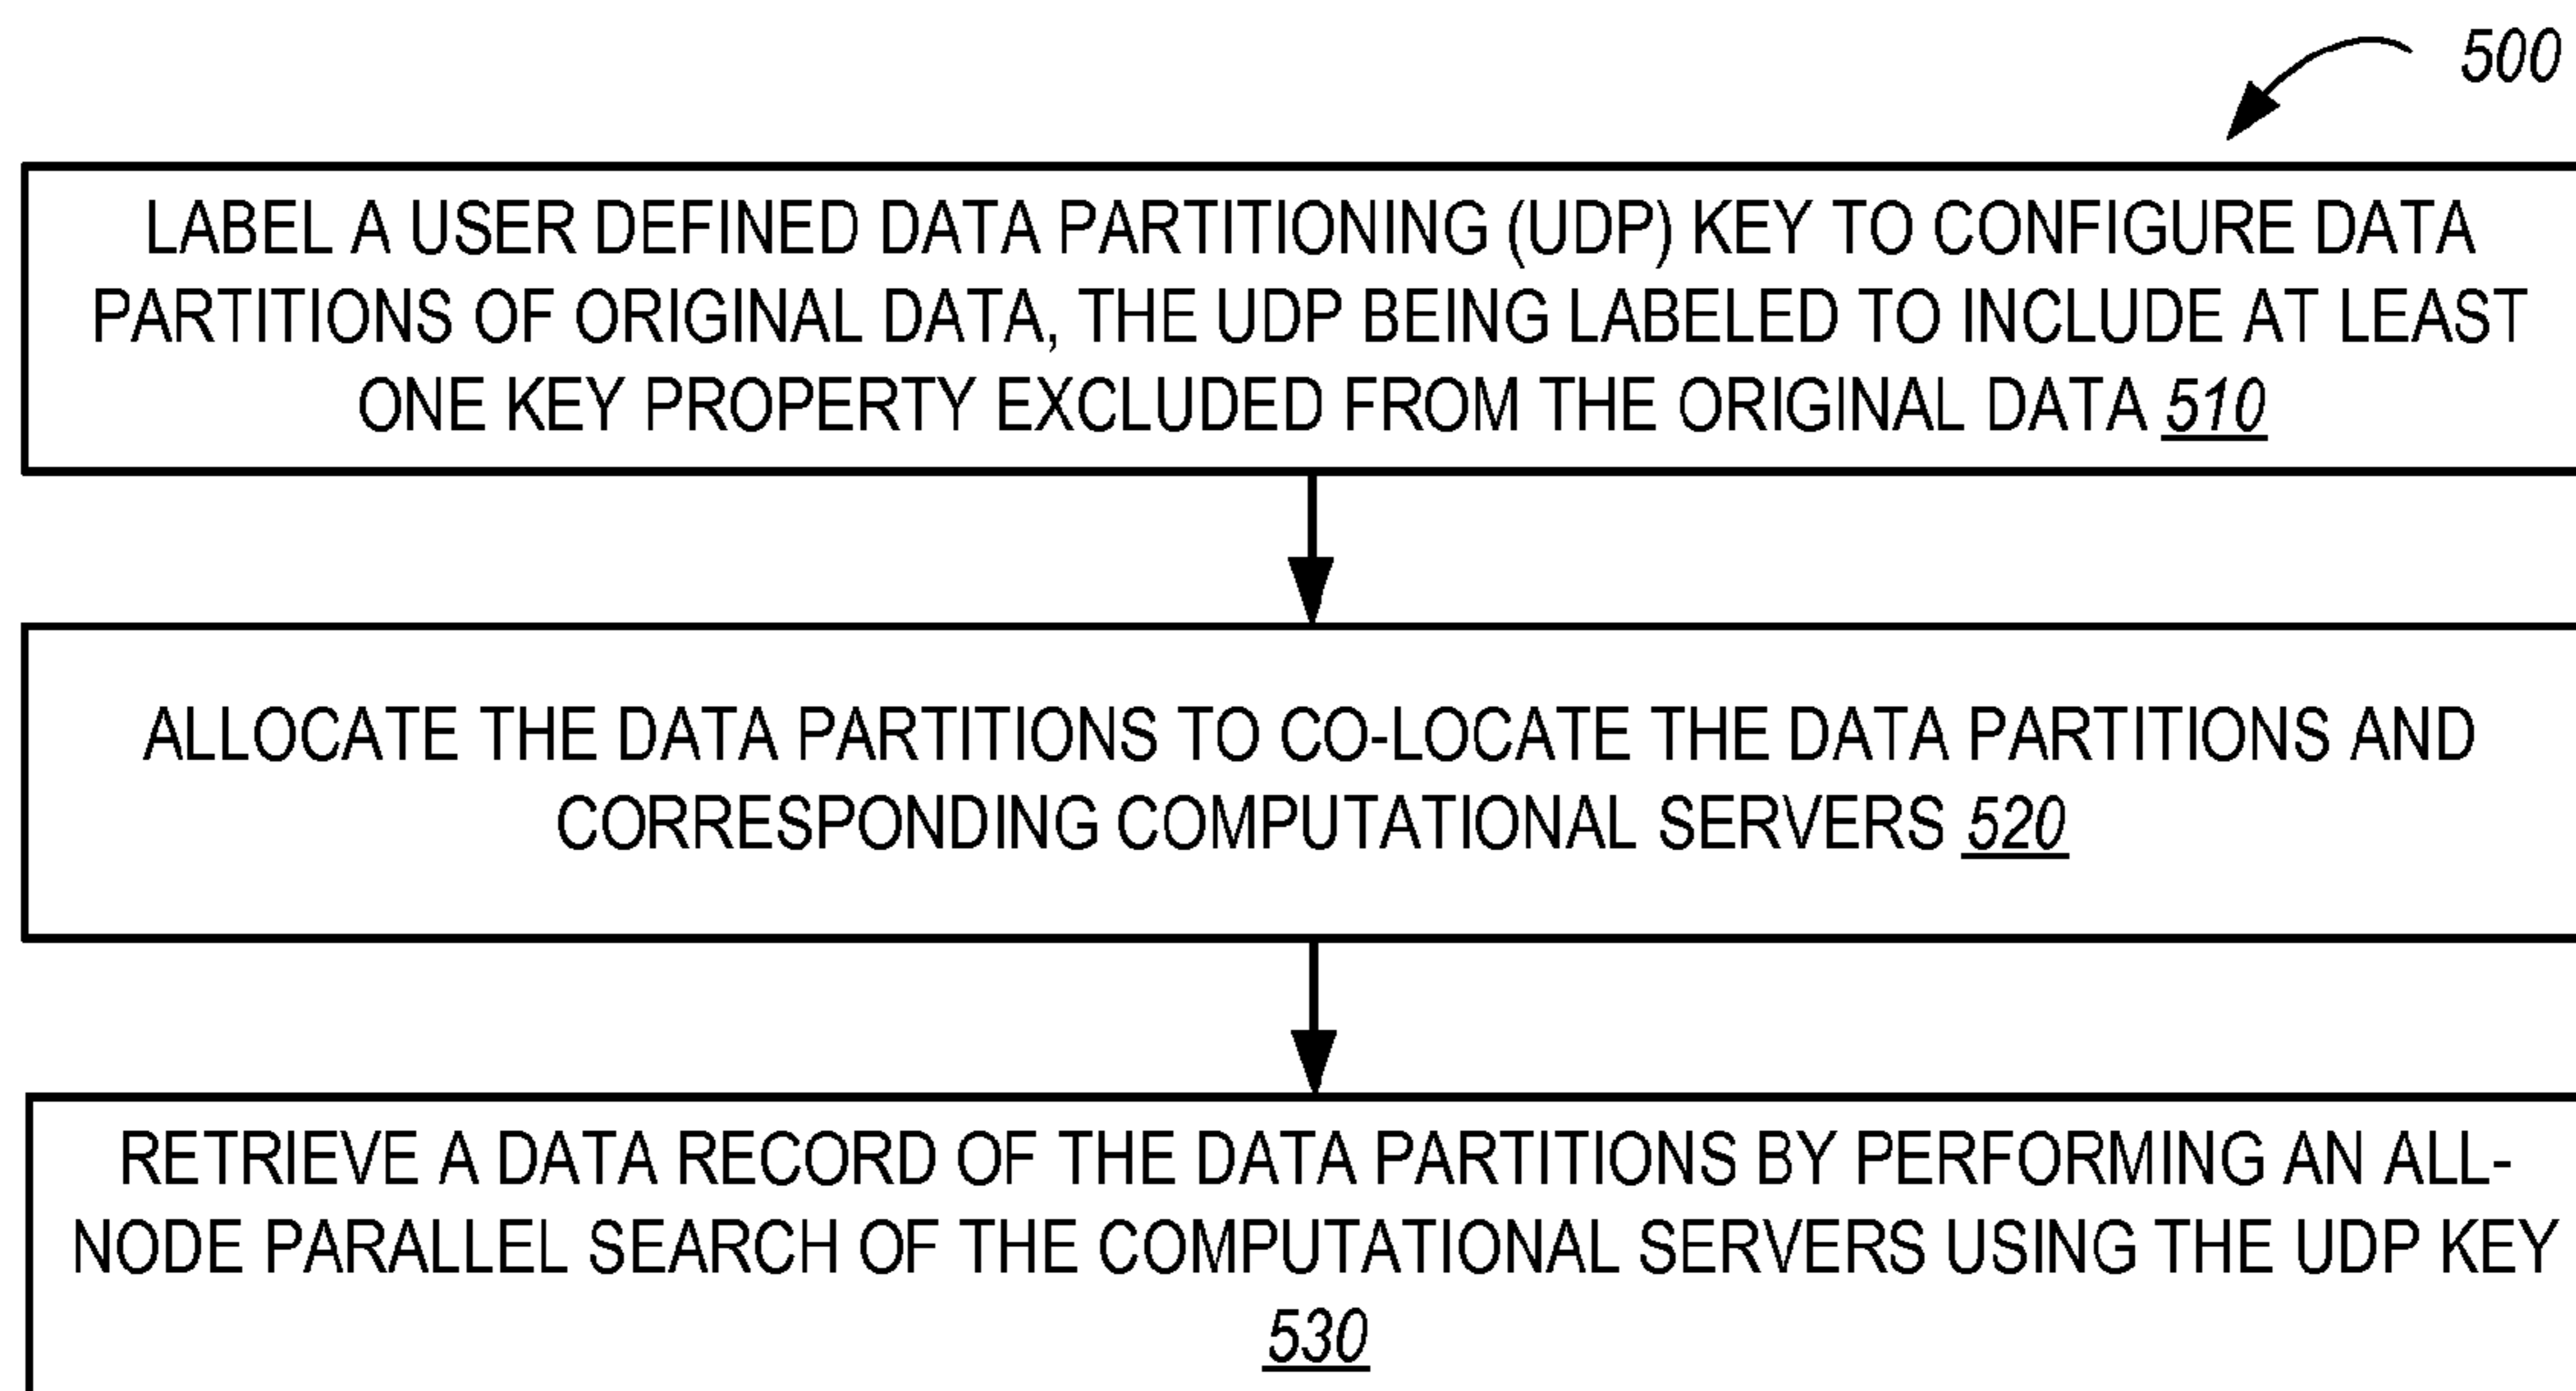 500
LABEL A USER DEFINED DATA PARTITIONING (UDP) KEY TO CONFIGURE DATA
PARTITIONS OF ORIGINAL DATA, THE UDP BEING LABELED TO INCLUDE AT LEAST
ONE KEY PROPERTY EXCLUDED FROM THE ORIGINAL DATA 510
ALLOCATE THE DATA PARTITIONS TO CO-LOCATE THE DATA PARTITIONS AND
CORRESPONDING COMPUTATIONAL SERVERS 520
RETRIEVE A DATA RECORD OF THE DATA PARTITIONS BY PERFORMING AN ALL-
NODE PARALLEL SEARCH OF THE COMPUTATIONAL SERVERS USING THE UDP KEY
530